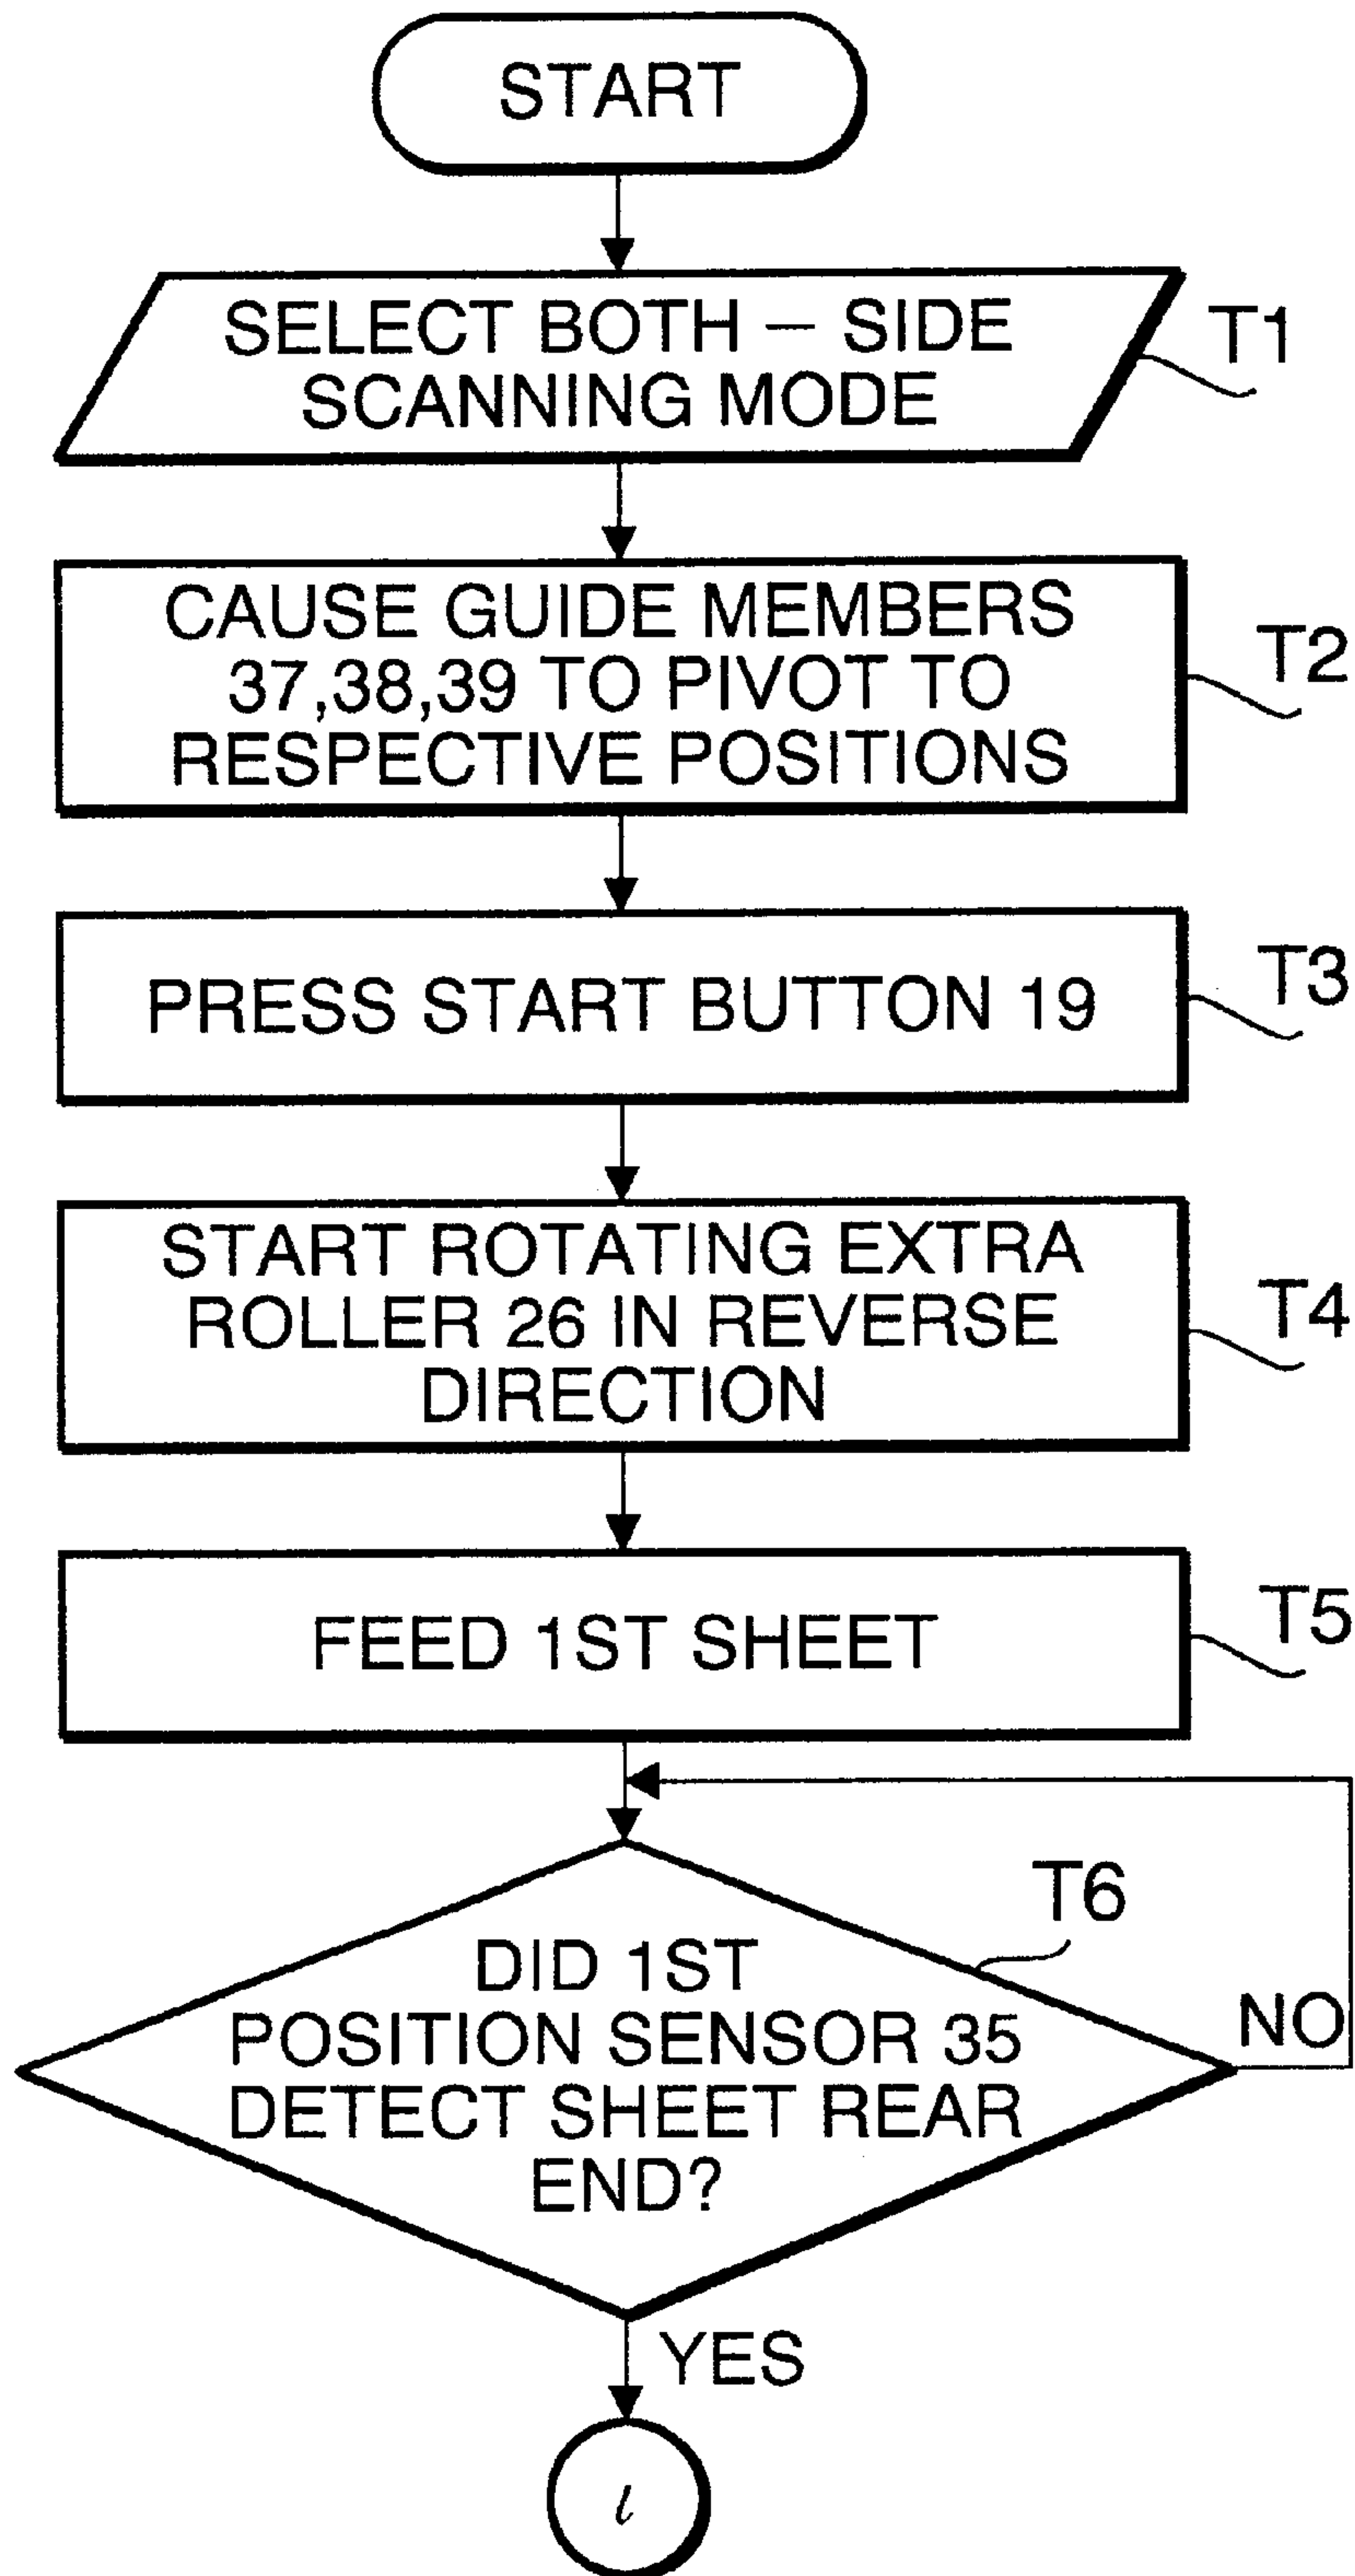 START
SELECT BOTH – SIDE
SCANNING MODE
T1
CAUSE GUIDE MEMBERS
37,38,39 TO PIVOT TO
RESPECTIVE POSITIONS
T2
PRESS START BUTTON 19
T3
START ROTATING EXTRA
ROLLER 26 IN REVERSE
DIRECTION
T4
FEED 1ST SHEET
T5
T6
DID 1ST
POSITION SENSOR 35
DETECT SHEET REAR
END?
NO
YES
l